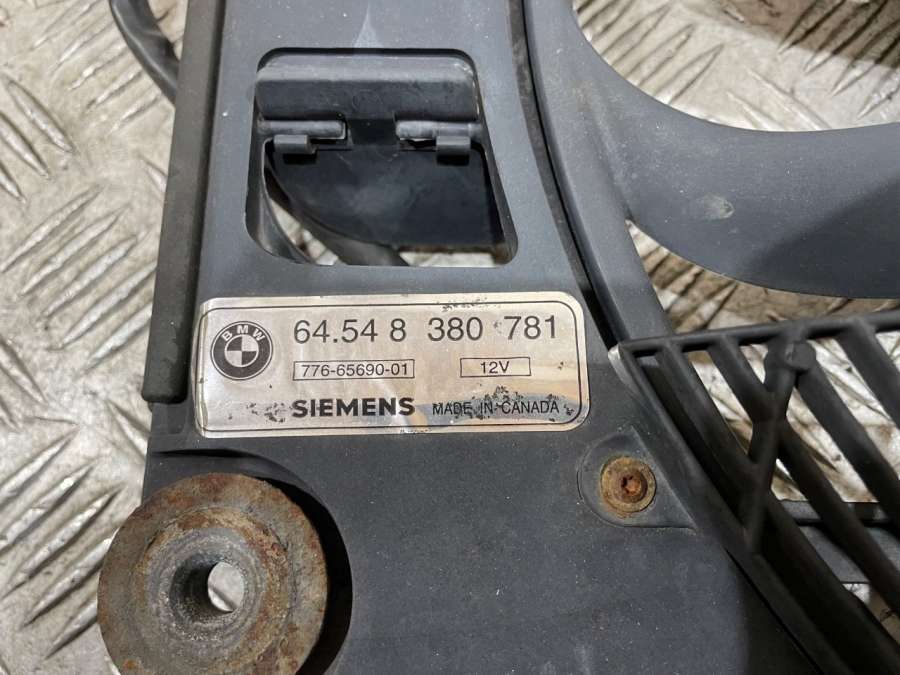 BMW
64.54 8 380 781
776-65690-01 12V
SIEMENS MADE IN CANADA